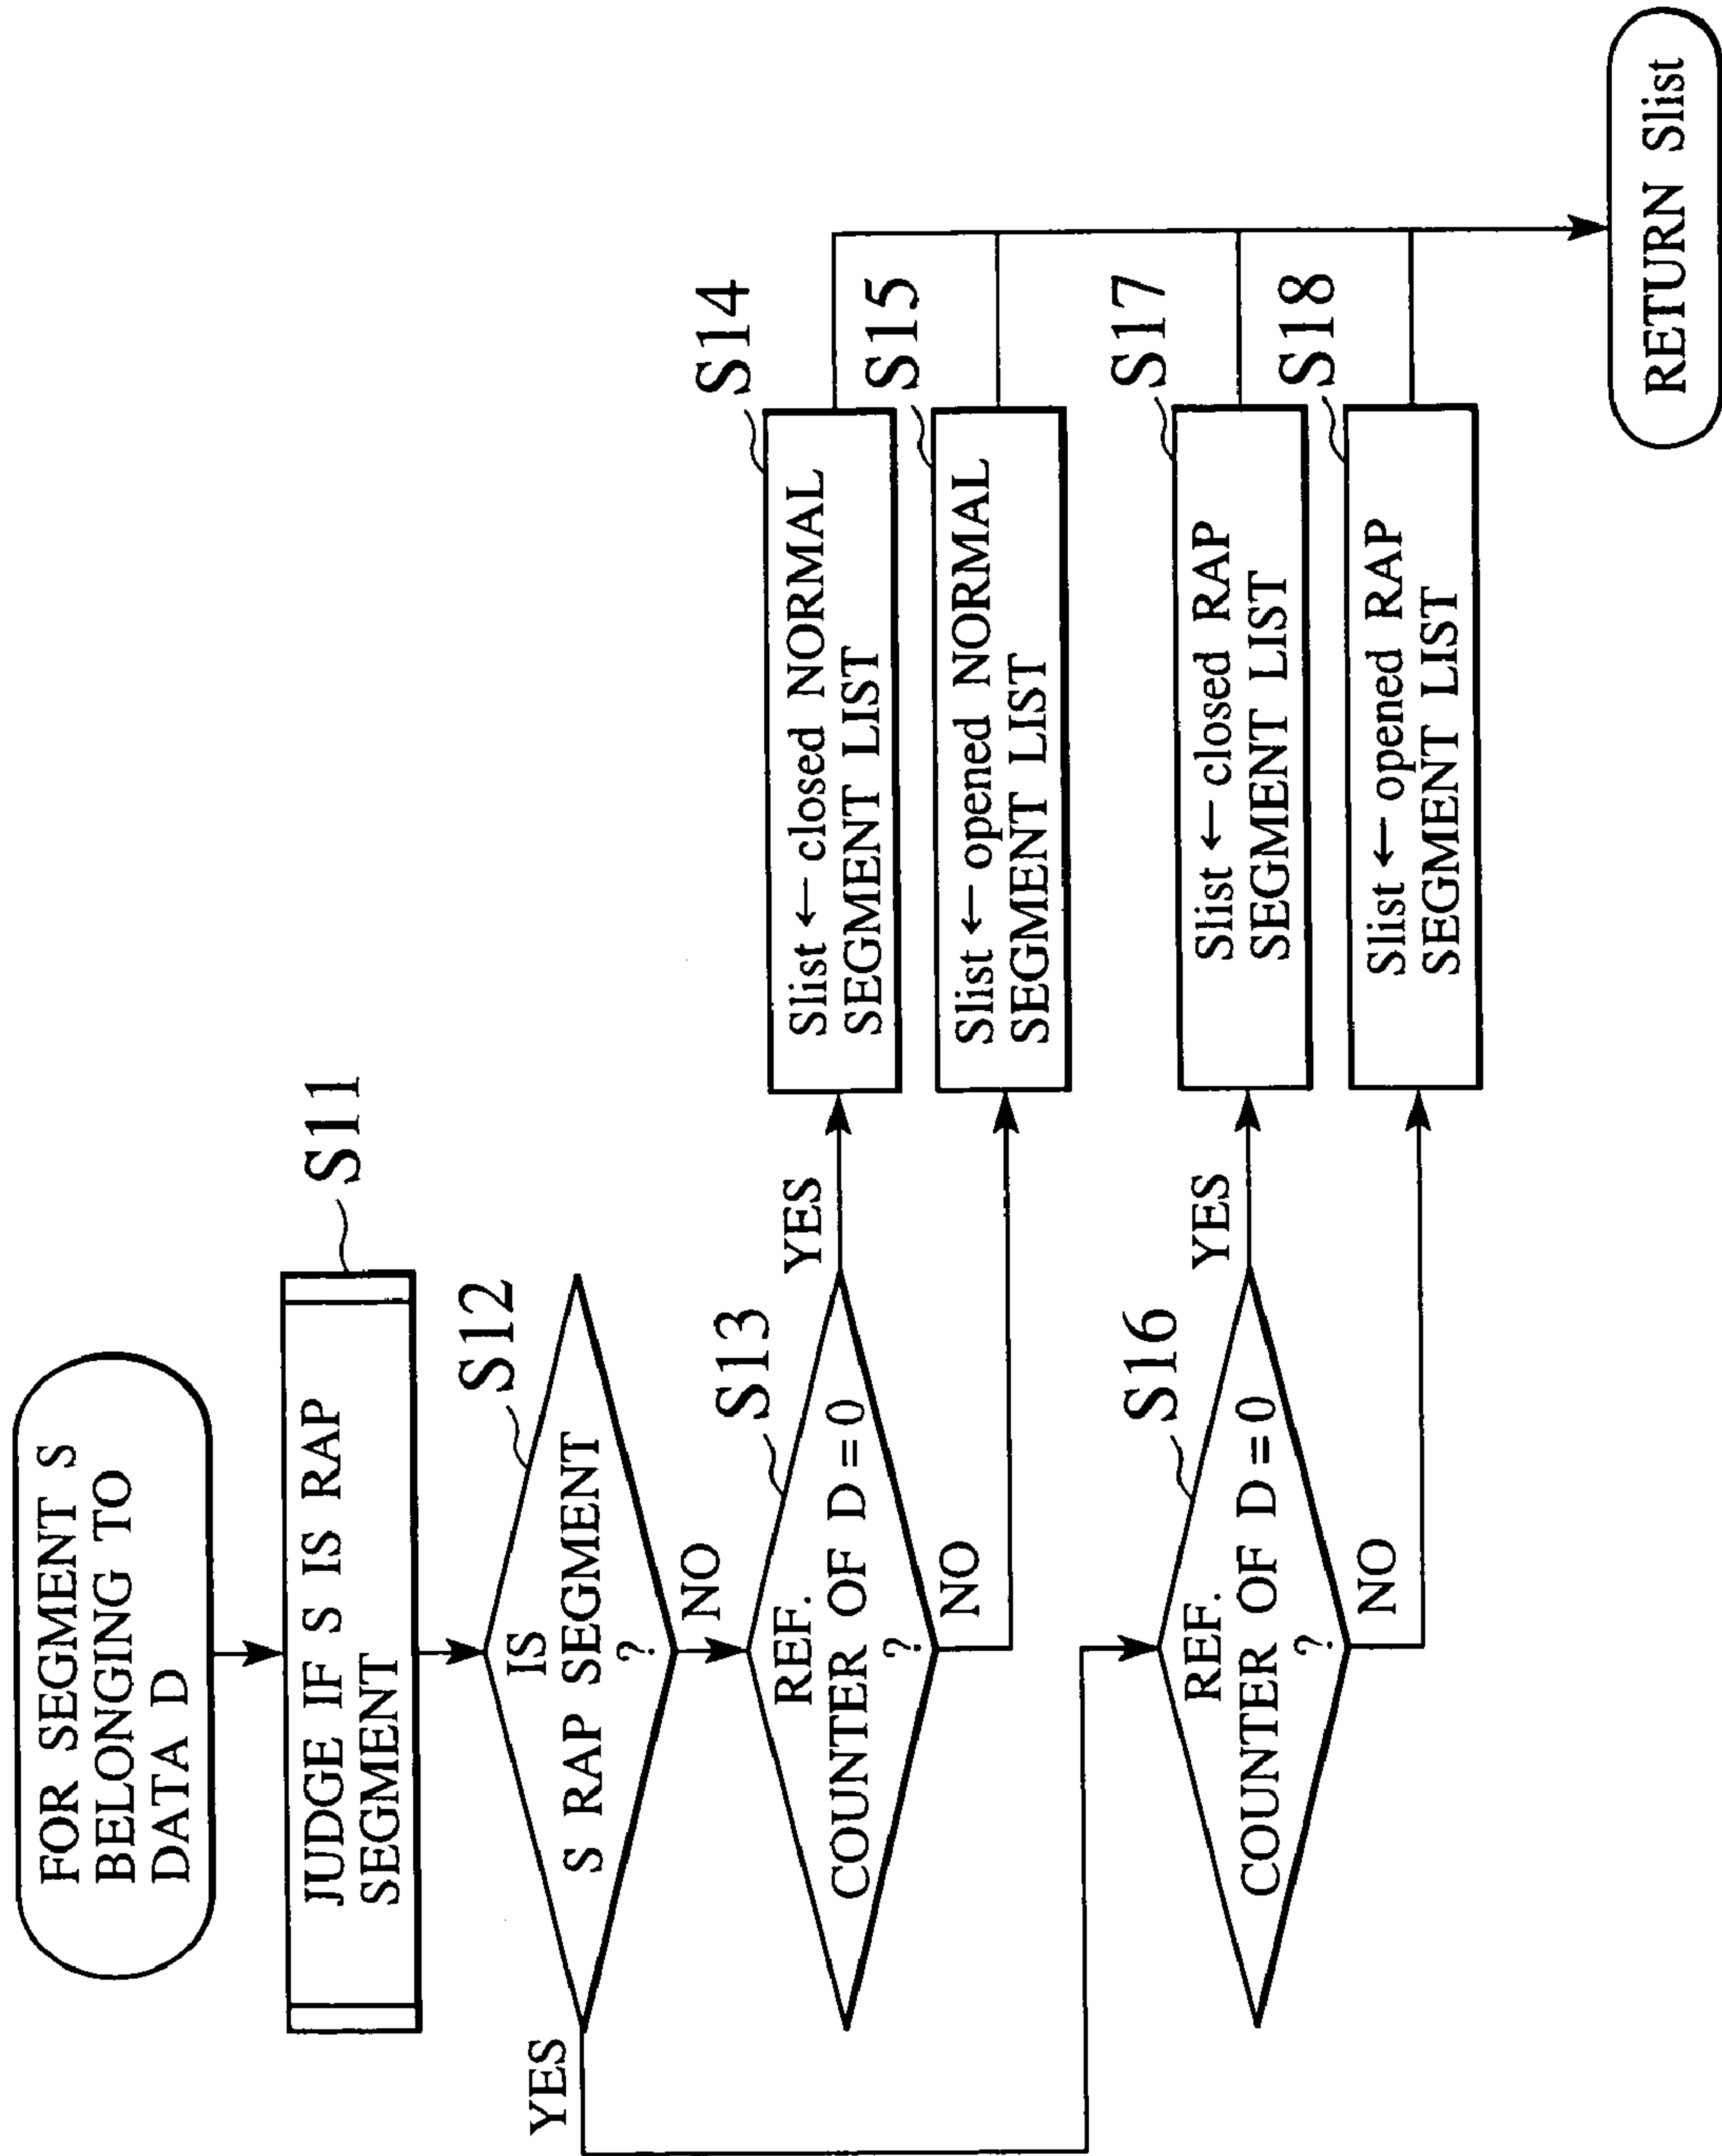 FOR SEGMENT S
BELONGING TO
DATA D
JUDGE IF S IS RAP
SEGMENT
S11
IS
S RAP SEGMENT
?
S12
YES
NO
REF.
COUNTER OF D = 0
?
S13
YES
NO
Slist ← closed NORMAL
SEGMENT LIST
S14
Slist ← opened NORMAL
SEGMENT LIST
S15
REF.
COUNTER OF D = 0
?
S16
YES
NO
Slist ← closed RAP
SEGMENT LIST
S17
Slist ← opened RAP
SEGMENT LIST
S18
RETURN Slist